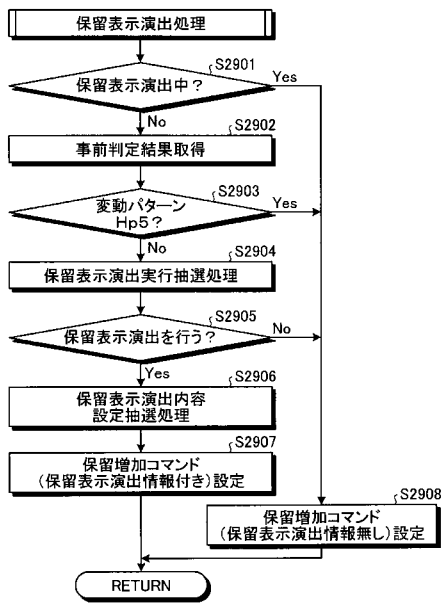 保留表示演出処理
S2901
保留表示演出中？
Yes
No
S2902
事前判定結果取得
S2903
変動パターン
Hp5？
Yes
No
S2904
保留表示演出実行抽選処理
S2905
保留表示演出を行う？
No
Yes
S2906
保留表示演出内容
設定抽選処理
S2907
保留増加コマンド
（保留表示演出情報付き）設定
S2908
保留増加コマンド
（保留表示演出情報無し）設定
RETURN